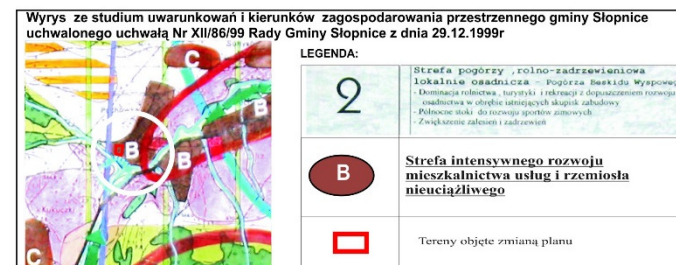 Wyrys ze studium uwarunkowań i kierunków zagospodarowania przestrzennego gminy Słopnice
uchwalonego uchwałą Nr XII/86/99 Rady Gminy Słopnice z dnia 29.12.1999r
LEGENDA:
C
B
B
B
C
2
Strefa pogórzy ,rolno-zadrzewieniowa
lokalnie osadnicza - Pogórza Beskidu Wyspoweg
- Dominacja rolnictwa , turystyki i rekreacji z dopuszczeniem rozwoju
osadnictwa w obrębie istniejących skupisk zabudowy
- Północne stoki do rozwoju sportów zimowych
- Zwiększenie zalesień i zadrzewień
B
Strefa intensywnego rozwoju
mieszkalnictwa usług i rzemiosła
nieuciążliwego
Tereny objęte zmianą planu